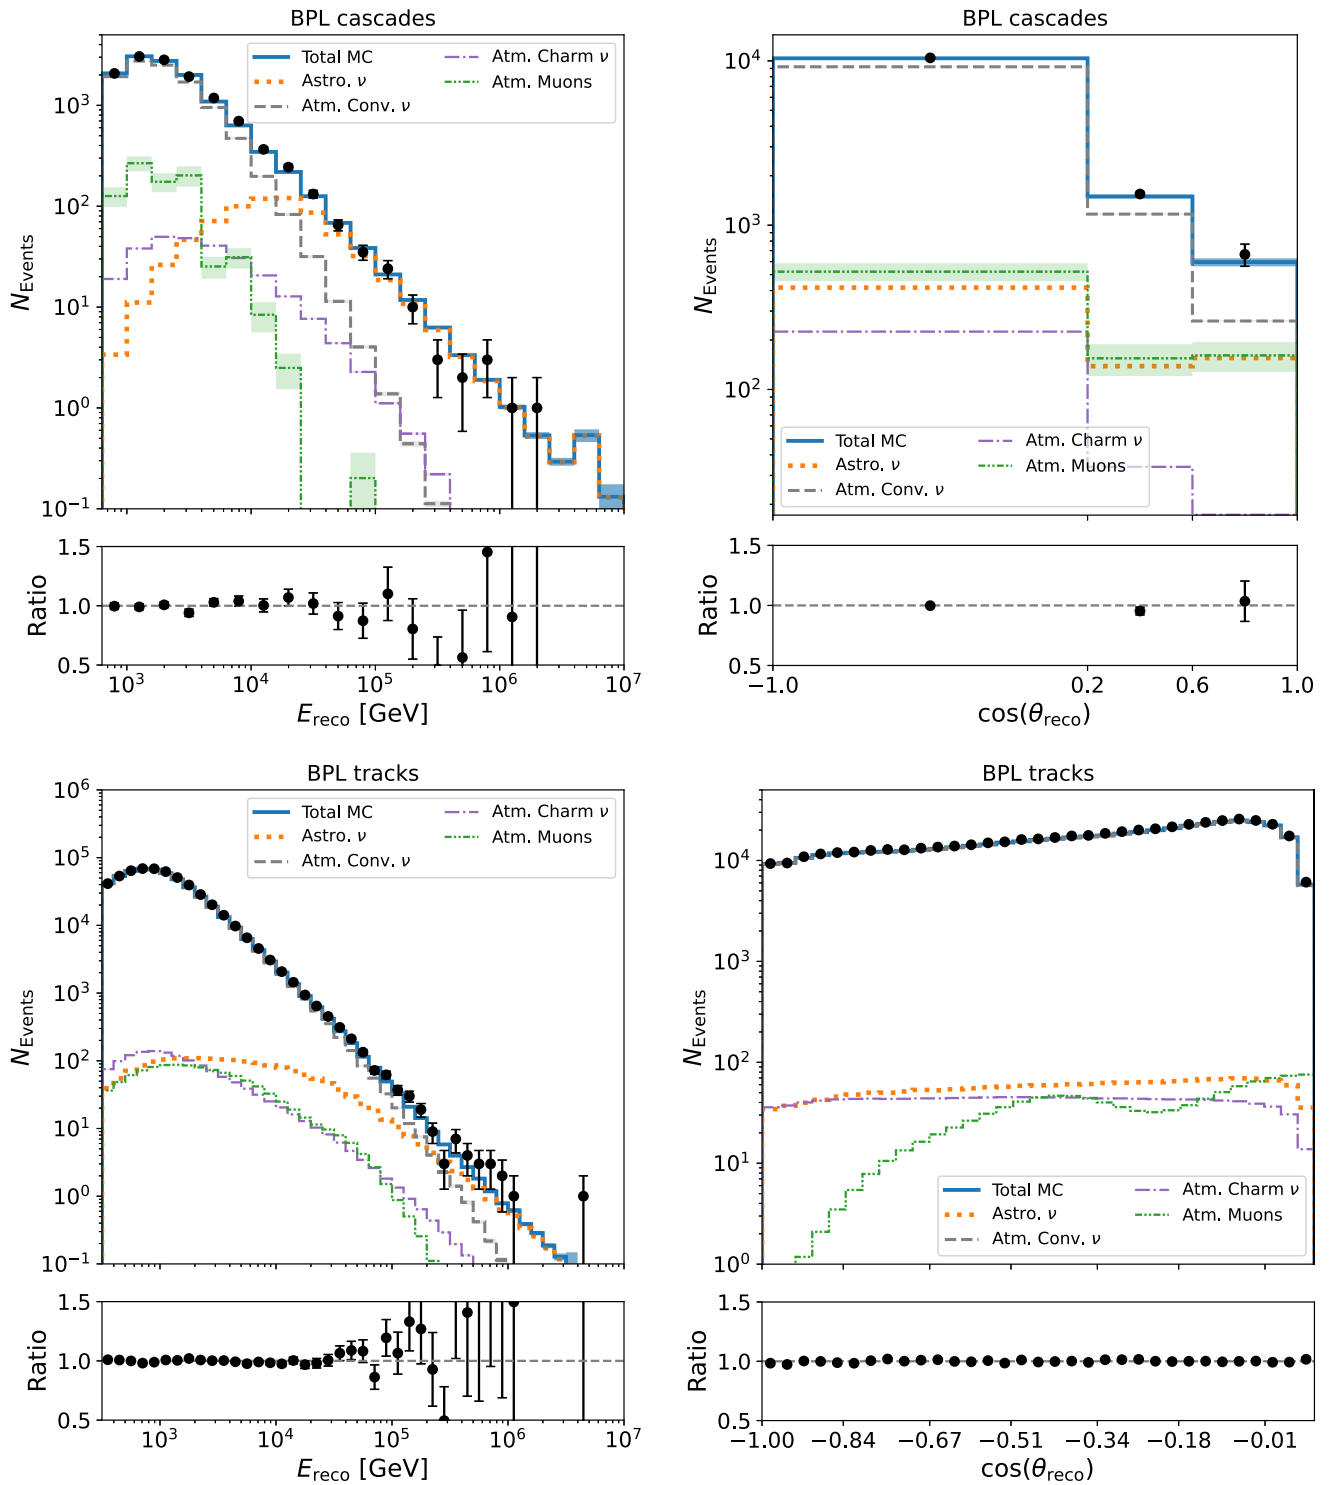 BPL cascades
Total MC
Astro. ν
Atm. Conv. ν
Atm. Charm ν
Atm. Muons
N_Events
10^3
10^2
10^1
10^0
10^-1
Ratio
1.5
1.0
0.5
10^3 10^4 10^5 10^6 10^7
E_reco [GeV]
BPL cascades
10^4
10^3
10^2
N_Events
Total MC
Astro. ν
Atm. Conv. ν
Atm. Charm ν
Atm. Muons
Ratio
1.5
1.0
0.5
−1.0 0.2 0.6 1.0
cos(θ_reco)
BPL tracks
Total MC
Astro. ν
Atm. Conv. ν
Atm. Charm ν
Atm. Muons
N_Events
10^6
10^5
10^4
10^3
10^2
10^1
10^0
10^-1
Ratio
1.5
1.0
0.5
10^3 10^4 10^5 10^6 10^7
E_reco [GeV]
BPL tracks
10^4
10^3
10^2
10^1
10^0
N_Events
Total MC
Astro. ν
Atm. Conv. ν
Atm. Charm ν
Atm. Muons
Ratio
1.5
1.0
0.5
−1.00 −0.84 −0.67 −0.51 −0.34 −0.18 −0.01
cos(θ_reco)